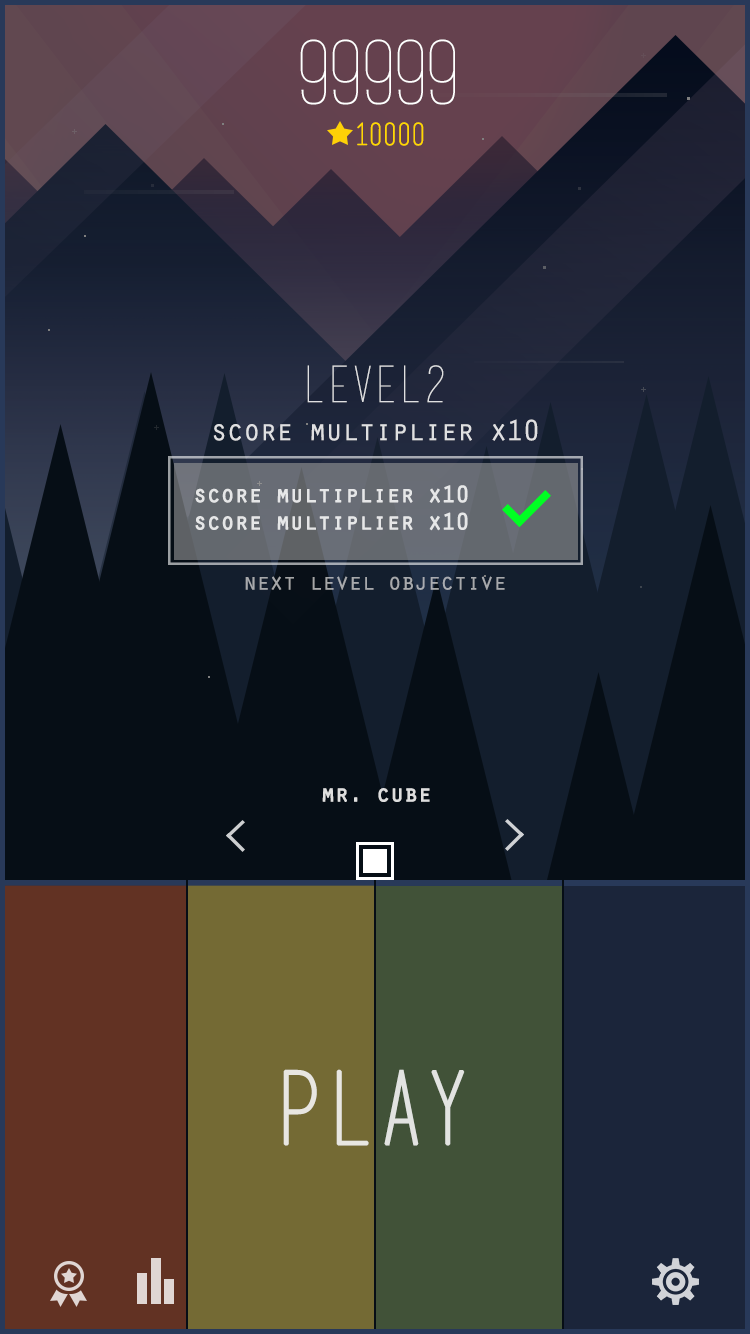 99999
10000
LEVEL2
SCORE MULTIPLIER X10
SCORE MULTIPLIER X10
SCORE MULTIPLIER X10
NEXT LEVEL OBJECTIVE
MR. CUBE
PLAY